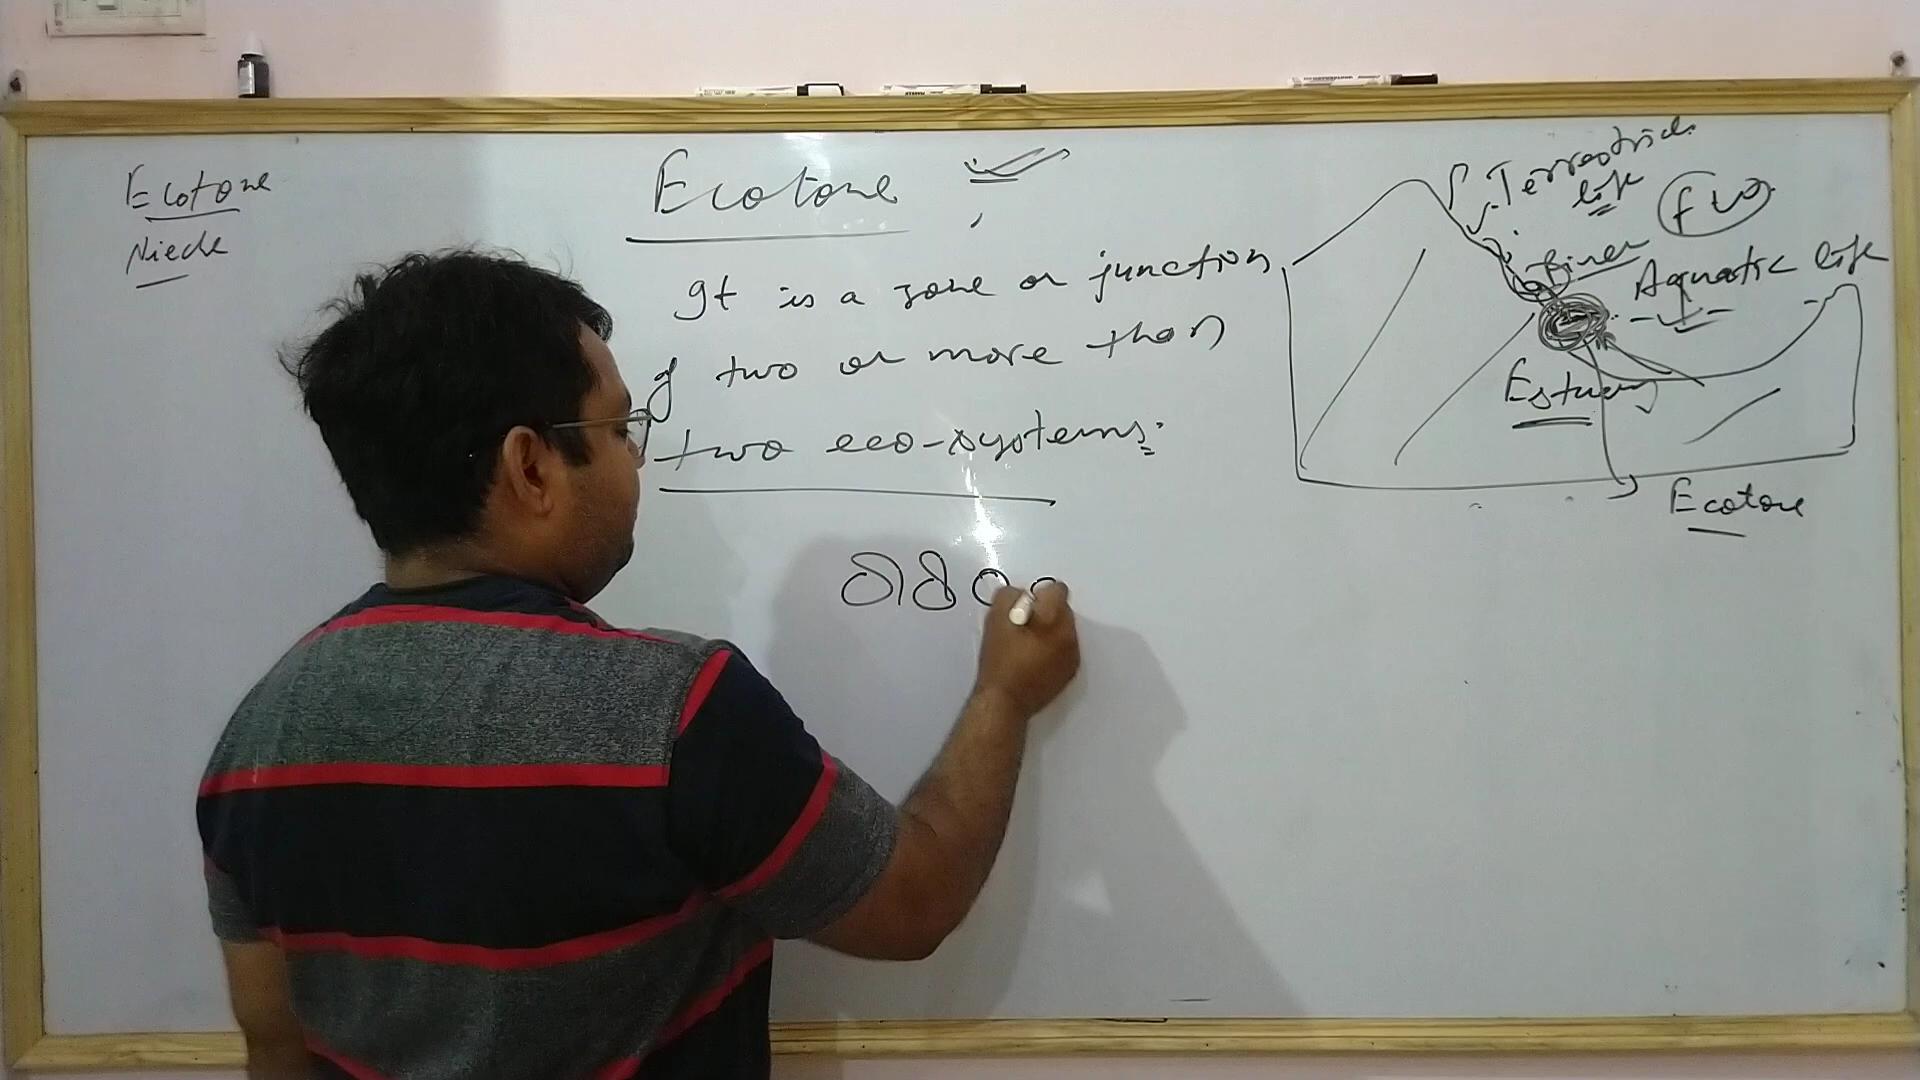 Ecotone
Nieche
Ecotone
It is a zone or junction
of two or more than
two eco-systems.
Terrestrial
life
River
Aquatic life
Estuary
Ecotone